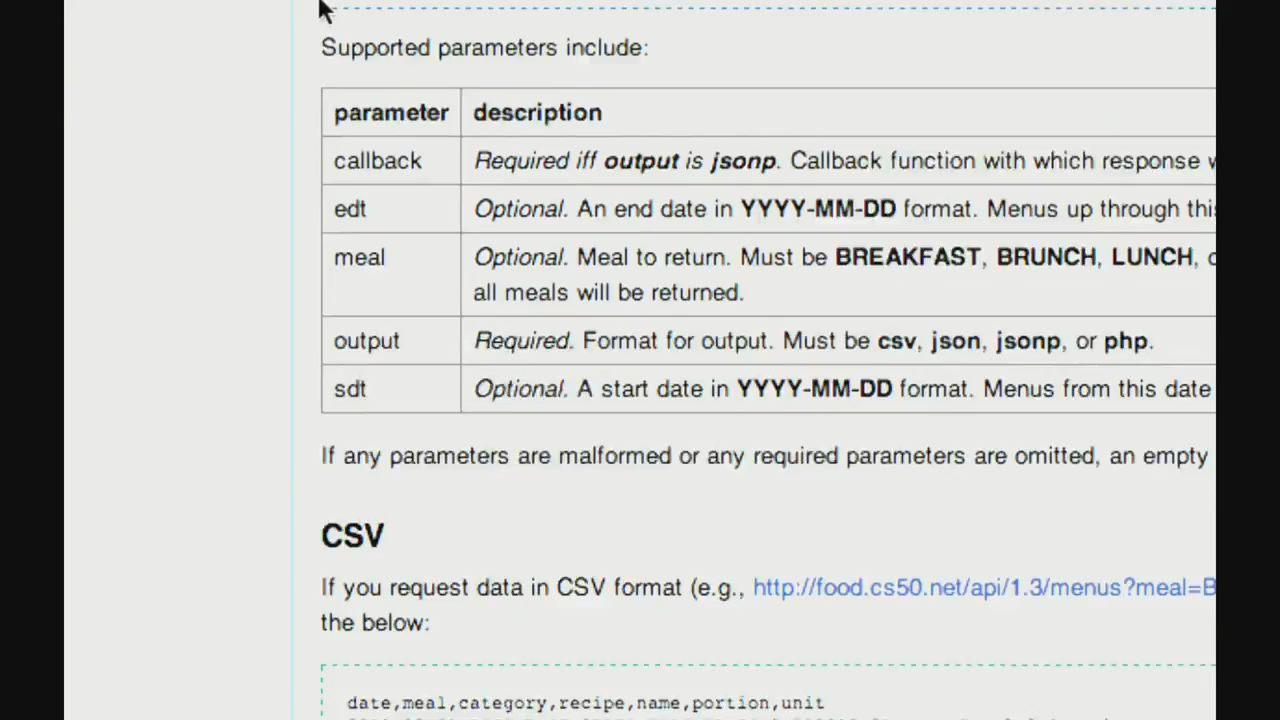 Supported parameters include:
parameter description
callback Required iff output is jsonp. Callback function with which response
edt Optional. An end date in YYYY-MM-DD format. Menus up through this
meal Optional. Meal to return. Must be BREAKFAST, BRUNCH, LUNCH,
all meals will be returned.
output Required. Format for output. Must be csv, json, jsonp, or php.
sdt Optional. A start date in YYYY-MM-DD format. Menus from this date
If any parameters are malformed or any required parameters are omitted, an empty
CSV
If you request data in CSV format (e.g., http://food.cs50.net/api/1.3/menus?meal=B
the below:
date,meal,category,recipe,name,portion,unit